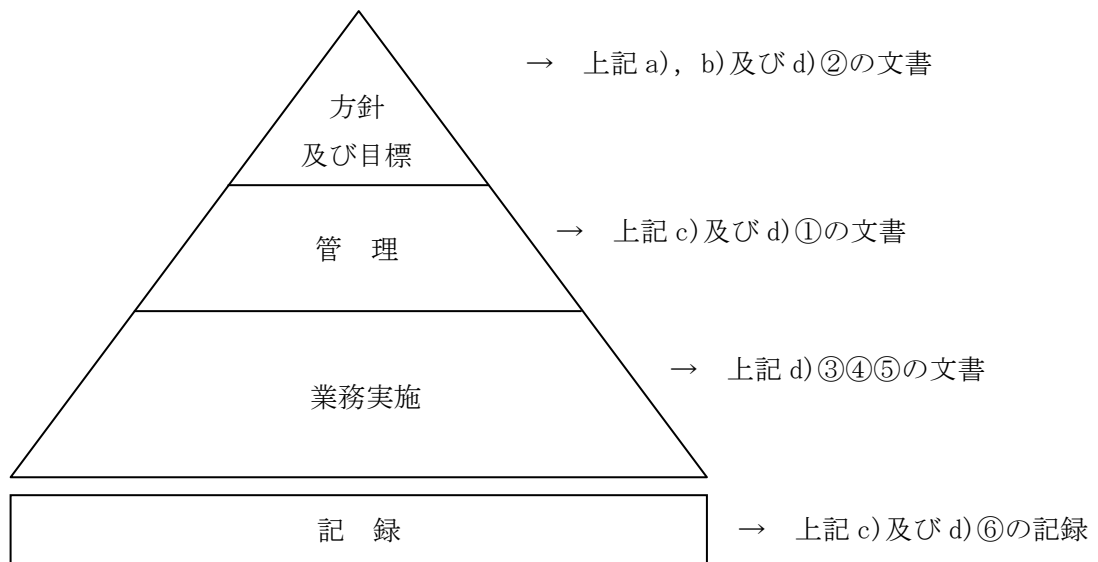 → 上記 a), b)及び d)②の文書
方針
及び目標
→ 上記 c)及び d)①の文書
管 理
→ 上記 d)③④⑤の文書
業務実施
記 録
→ 上記 c)及び d)⑥の記録